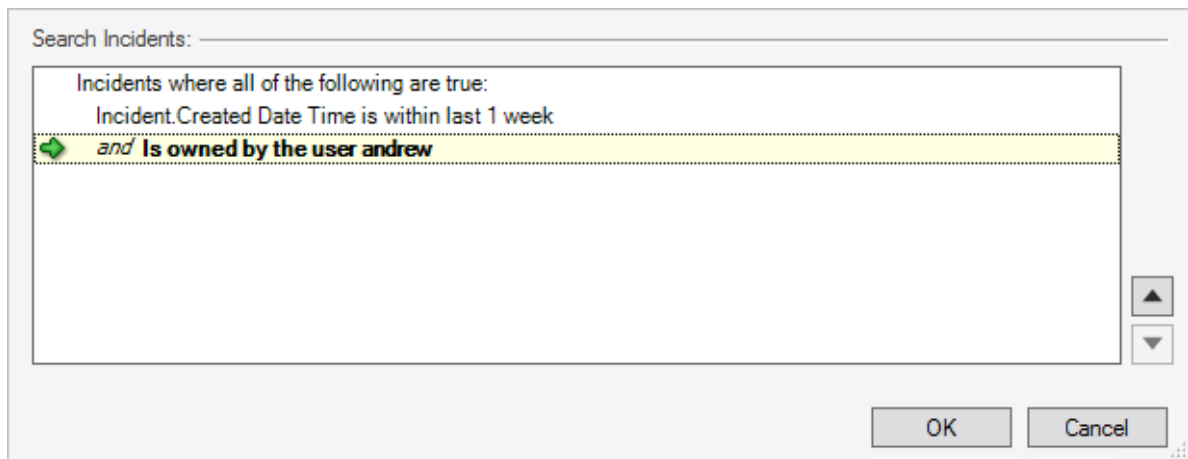 Search Incidents:
Incidents where all of the following are true:
Incident.Created Date Time is within last 1 week
and Is owned by the user andrew
OK
Cancel